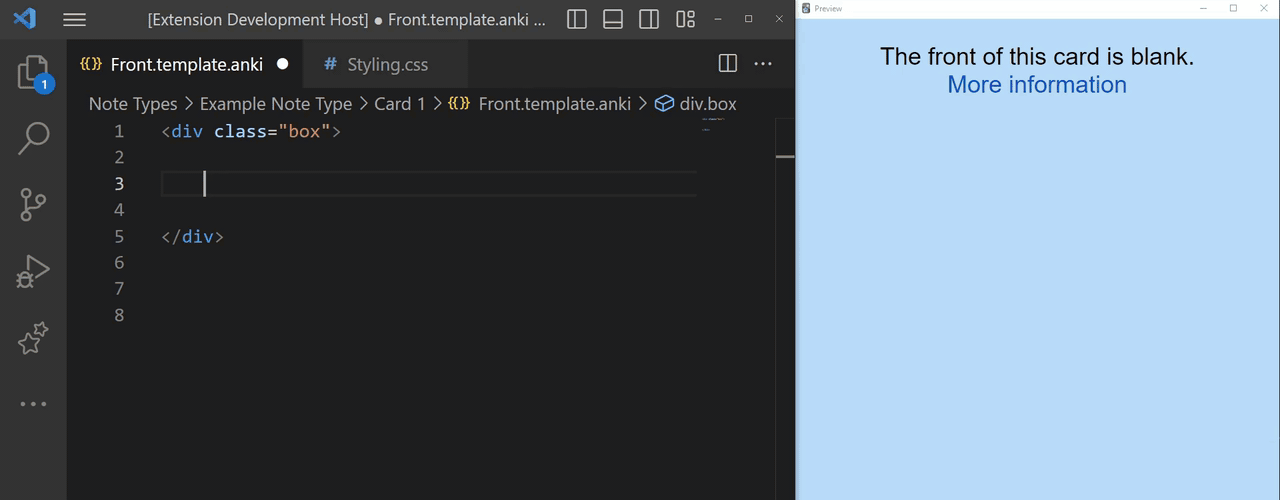 [Extension Development Host] ● Front.template.anki ...
Front.template.anki ●
# Styling.css
1
Note Types > Example Note Type > Card 1 > Front.template.anki > div.box
1 <div class="box">
2
3
4
5 </div>
6
7
8
Preview
The front of this card is blank.
More information